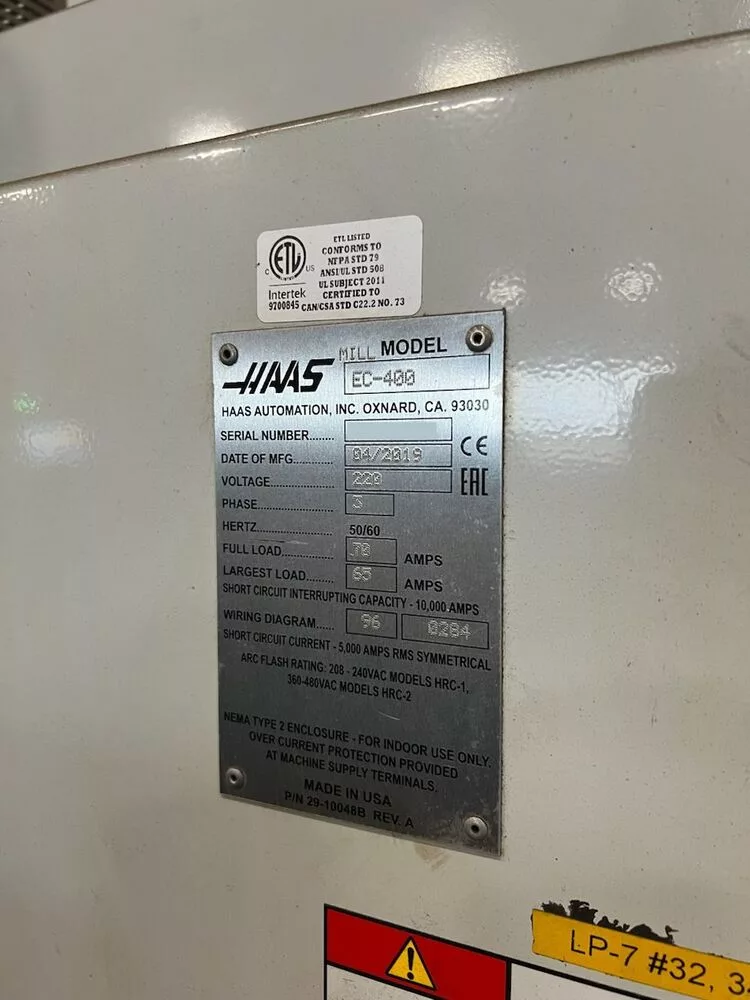 ETL LISTED
CONFORMS TO
NFPA STD 79
ANSI/UL STD 508
UL SUBJECT 2011
CERTIFIED TO
CAN/CSA STD C22.2 NO. 73
C ETL US
Intertek
9700845
HAAS
MILL MODEL
EC-400
HAAS AUTOMATION, INC. OXNARD, CA. 93030
SERIAL NUMBER.......
DATE OF MFG............ 04/2019
CE
VOLTAGE.................. 220
EAC
PHASE...................... 3
HERTZ...................... 50/60
FULL LOAD............... 70 AMPS
LARGEST LOAD........ 65 AMPS
SHORT CIRCUIT INTERRUPTING CAPACITY - 10,000 AMPS
WIRING DIAGRAM...... 96 0284
SHORT CIRCUIT CURRENT - 5,000 AMPS RMS SYMMETRICAL
ARC FLASH RATING: 208 - 240VAC MODELS HRC-1,
360-480VAC MODELS HRC-2
NEMA TYPE 2 ENCLOSURE - FOR INDOOR USE ONLY.
OVER CURRENT PROTECTION PROVIDED
AT MACHINE SUPPLY TERMINALS.
MADE IN USA
P/N 29-10048B REV. A
LP-7 #32, 3